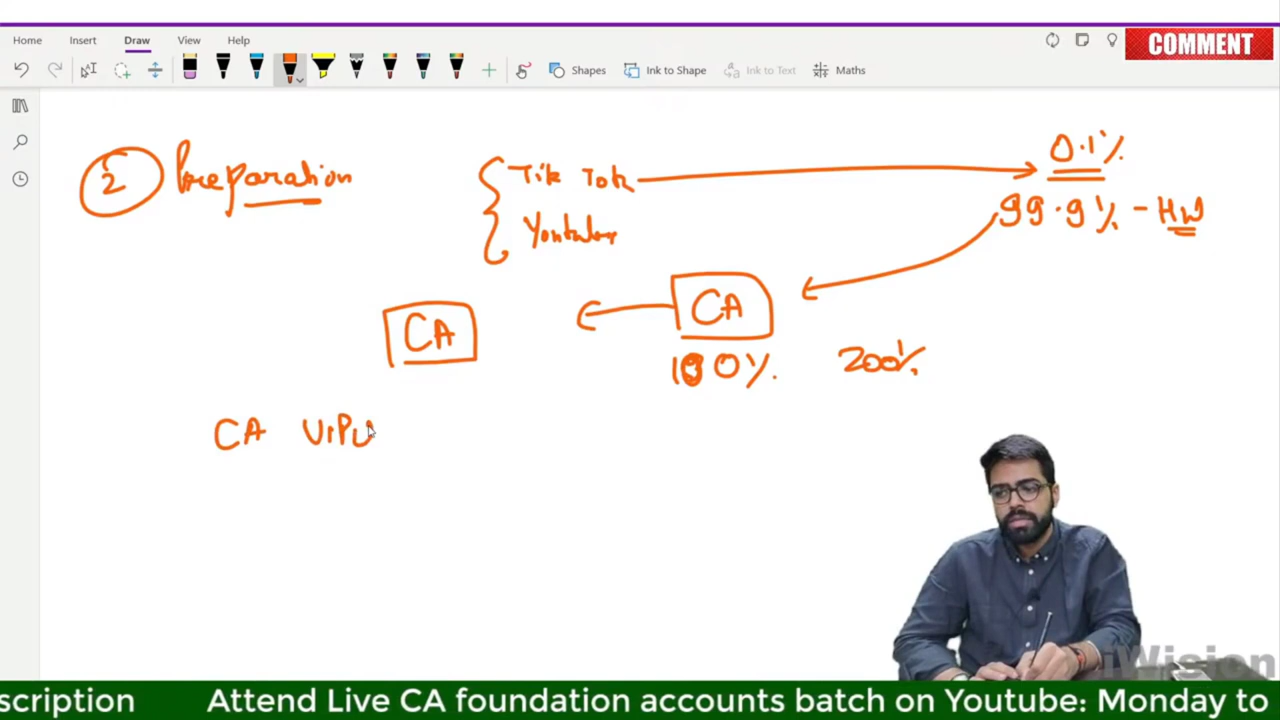 Home Insert Draw View Help
COMMENT
Shapes Ink to Shape Ink to Text Maths
2 Preparation
Tik Tok
0.1%
Youtube
99.9% - HW
CA
CA
100% 200%
CA VIPU
iWision
scription Attend Live CA foundation accounts batch on Youtube: Monday to